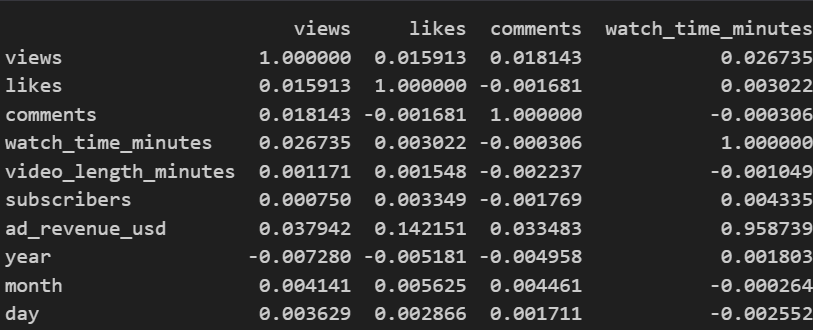 views likes comments watch_time_minutes
views 1.000000 0.015913 0.018143 0.026735
likes 0.015913 1.000000 -0.001681 0.003022
comments 0.018143 -0.001681 1.000000 -0.000306
watch_time_minutes 0.026735 0.003022 -0.000306 1.000000
video_length_minutes 0.001171 0.001548 -0.002237 -0.001049
subscribers 0.000750 0.003349 -0.001769 0.004335
ad_revenue_usd 0.037942 0.142151 0.033483 0.958739
year -0.007280 -0.005181 -0.004958 0.001803
month 0.004141 0.005625 0.004461 -0.000264
day 0.003629 0.002866 0.001711 -0.002552